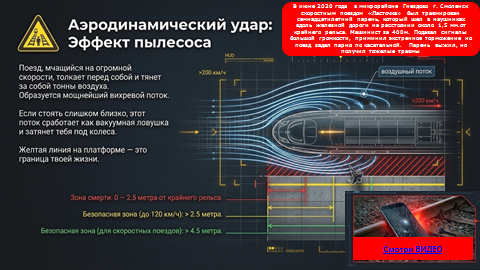 Аэродинамический удар:
Эффект пылесоса
В июне 2020 года в микрорайоне Гнездово г. Смоленск
скоростным поездом «Ласточка» был травмирован
семнадцатилетний парень, который шел в наушниках
вдоль железной дороги на расстоянии около 1,5 мм.от
крайнего рельса. Машинист за 400м. Подавал сигналы
большой громкости, применил экстренное торможение но
поезд задел парня по касательной. Парень выжил, но
получил тяжелые травмы
Поезд, мчащийся на огромной
скорости, толкает перед собой и тянет
за собой тонны воздуха.
Образуется мощнейший вихревой поток.
Если стоять слишком близко, этот
поток сработает как вакуумная ловушка
и затянет тебя под колеса.
Желтая линия на платформе — это
граница твоей жизни.
HUD
>200 км/ч
воздушный поток
>200 км/ч
Зона смерти: 0 – 2.5 метра от крайнего рельса.
Безопасная зона (до 120 км/ч): > 2.5 метра.
Безопасная зона (для скоростных поездов): > 4.5 метра.
Смотри ВИДЕО